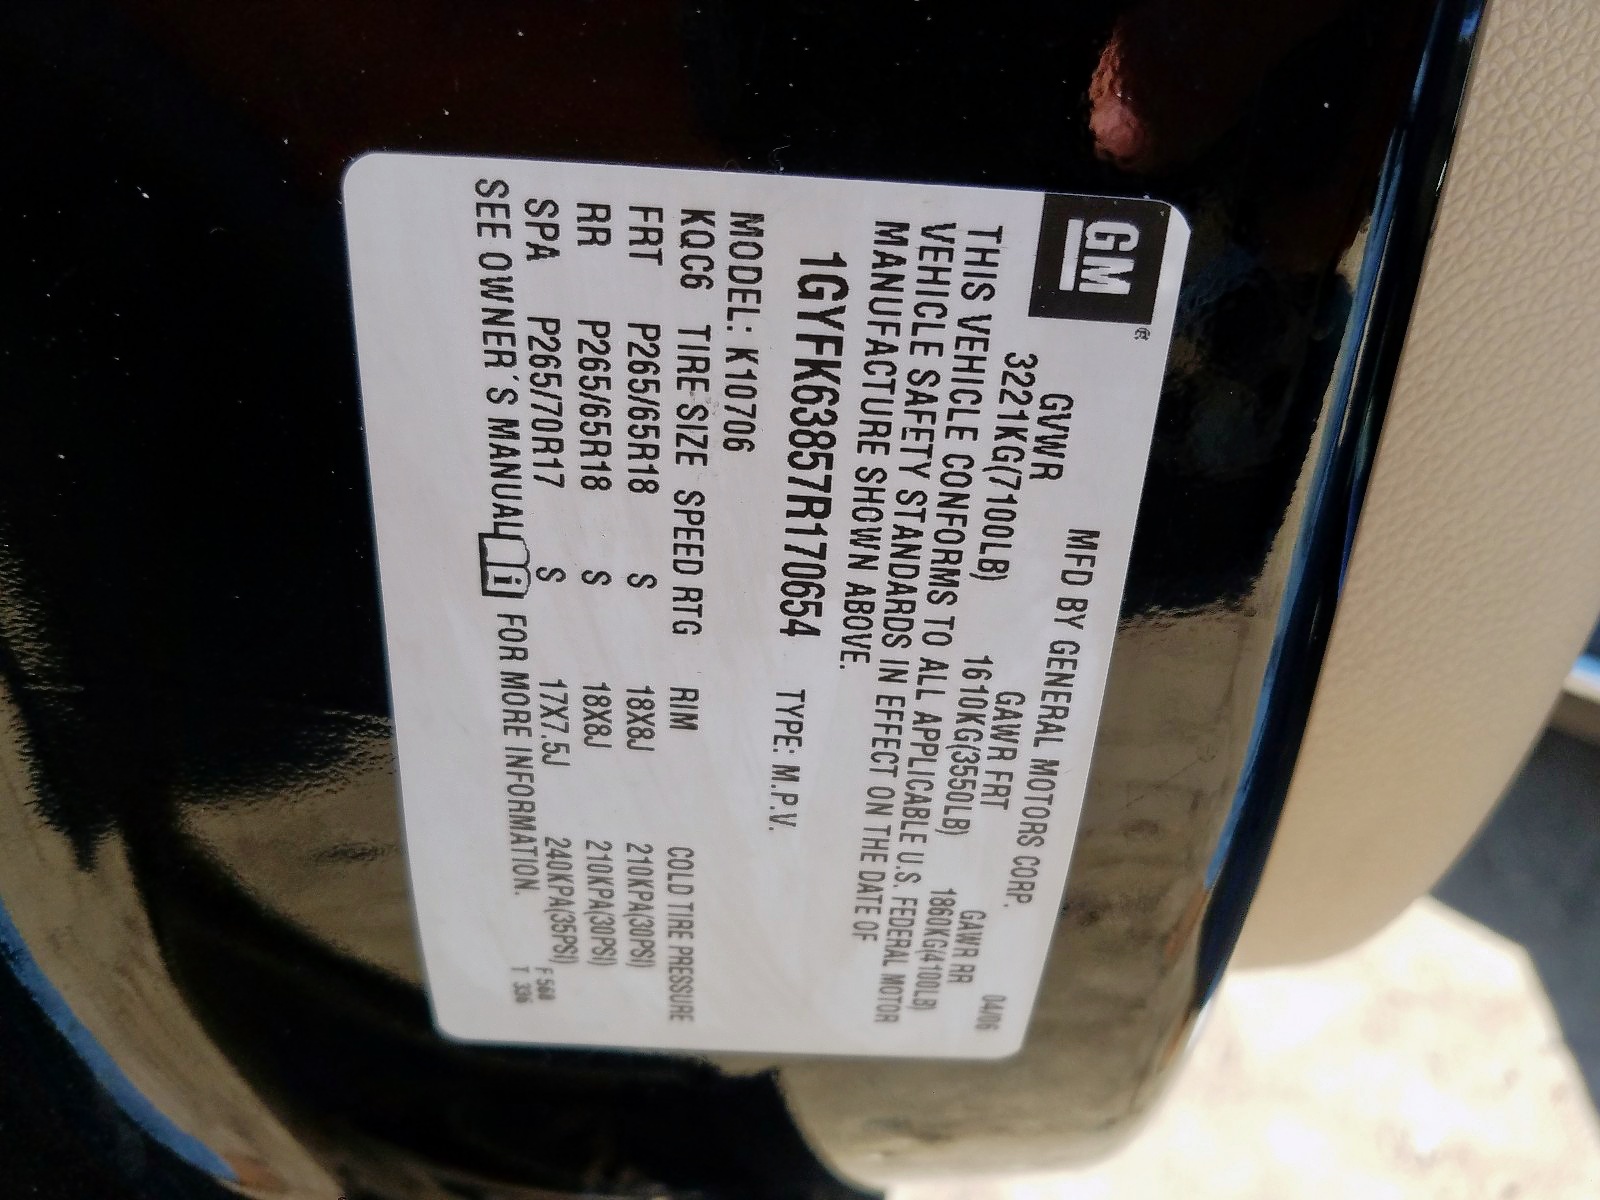 GM®
MFD BY GENERAL MOTORS CORP. 04/06
GVWR GAWR FRT GAWR RR
3221KG(7100LB) 1610KG(3550LB) 1860KG(4100LB)
THIS VEHICLE CONFORMS TO ALL APPLICABLE U.S. FEDERAL MOTOR
VEHICLE SAFETY STANDARDS IN EFFECT ON THE DATE OF
MANUFACTURE SHOWN ABOVE.
1GYFK63857R170654 TYPE: M.P.V.
MODEL: K10706
KQC6 TIRE SIZE SPEED RTG RIM COLD TIRE PRESSURE
FRT P265/65R18 S 18X8J 210KPA(30PSI)
RR P265/65R18 S 18X8J 210KPA(30PSI)
SPA P265/70R17 S 17X7.5J 240KPA(35PSI)
SEE OWNER'S MANUAL i FOR MORE INFORMATION.
F 568
T 336